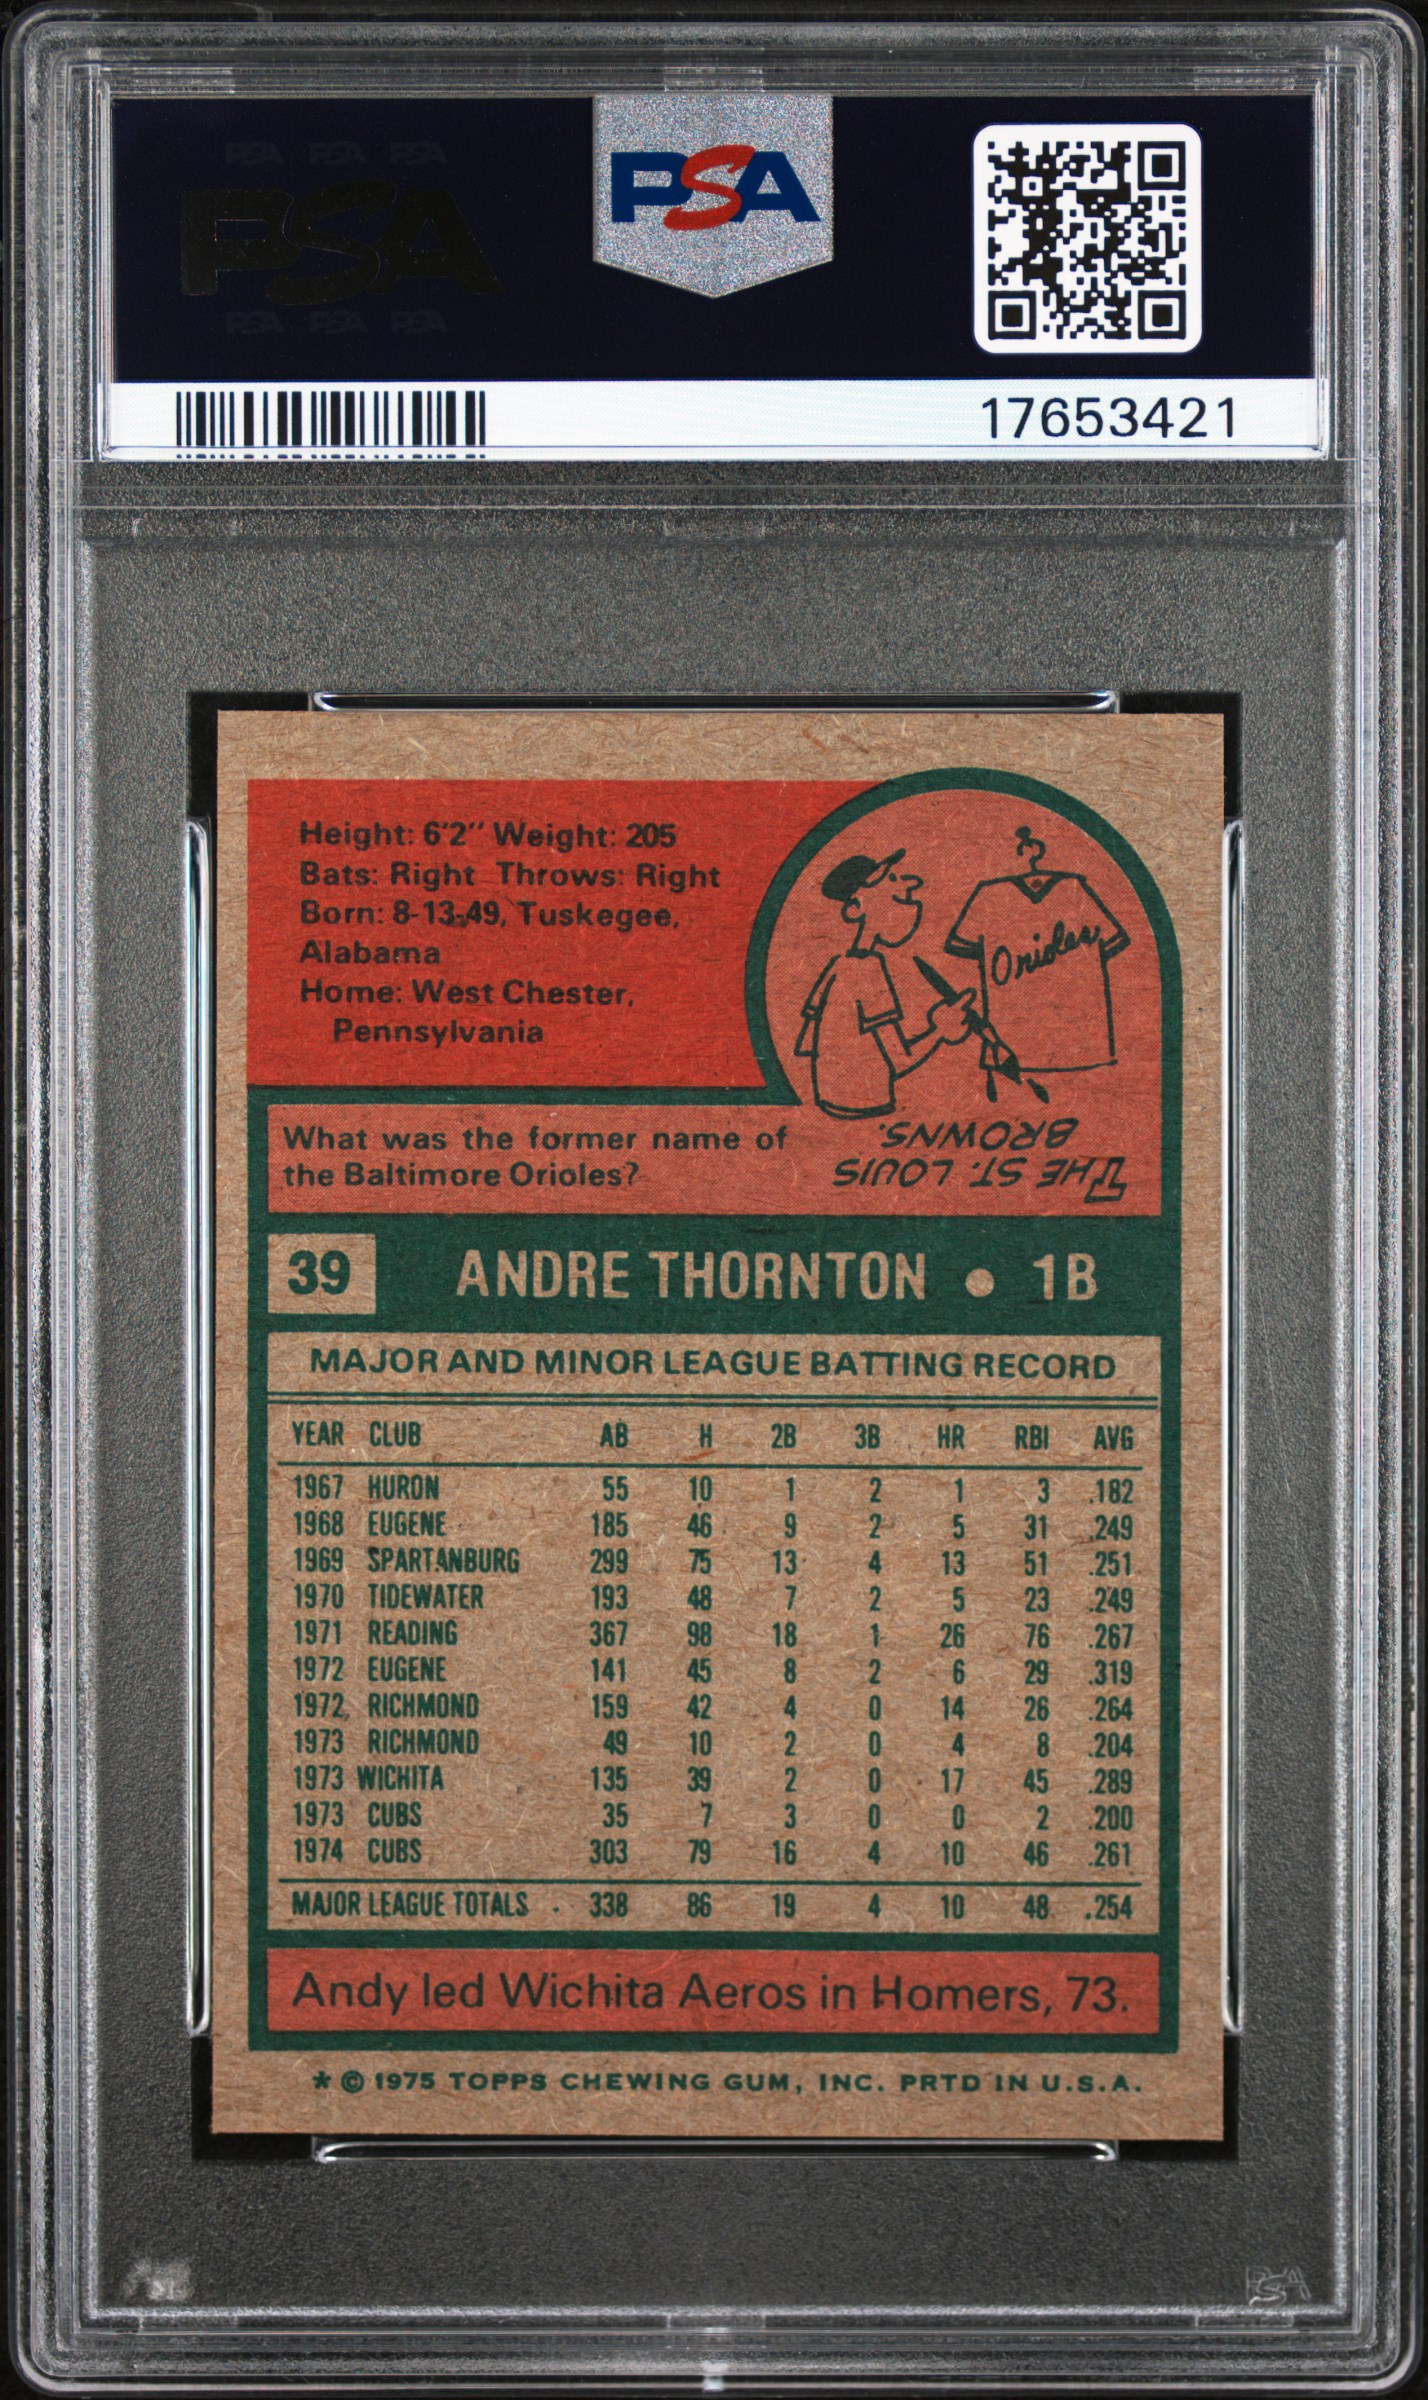 PSA PSA PSA
PSA
PSA PSA PSA
PSA
17653421
Height: 6'2" Weight: 205
Bats: Right Throws: Right
Born: 8-13-49, Tuskegee,
Alabama
Home: West Chester,
Pennsylvania
Orioles
What was the former name of
the Baltimore Orioles?
THE ST. LOUIS
BROWNS.
39 ANDRE THORNTON • 1B
MAJOR AND MINOR LEAGUE BATTING RECORD
YEAR CLUB AB H 2B 3B HR RBI AVG
1967 HURON 55 10 1 2 1 3 .182
1968 EUGENE 185 46 9 2 5 31 .249
1969 SPARTANBURG 299 75 13 4 13 51 .251
1970 TIDEWATER 193 48 7 2 5 23 .249
1971 READING 367 98 18 1 26 76 .267
1972 EUGENE 141 45 8 2 6 29 .319
1972 RICHMOND 159 42 4 0 14 26 .264
1973 RICHMOND 49 10 2 0 4 8 .204
1973 WICHITA 135 39 2 0 17 45 .289
1973 CUBS 35 7 3 0 0 2 .200
1974 CUBS 303 79 16 4 10 46 .261
MAJOR LEAGUE TOTALS 338 86 19 4 10 48 .254
Andy led Wichita Aeros in Homers, 73.
* © 1975 TOPPS CHEWING GUM, INC. PRTD IN U.S.A.
PSA